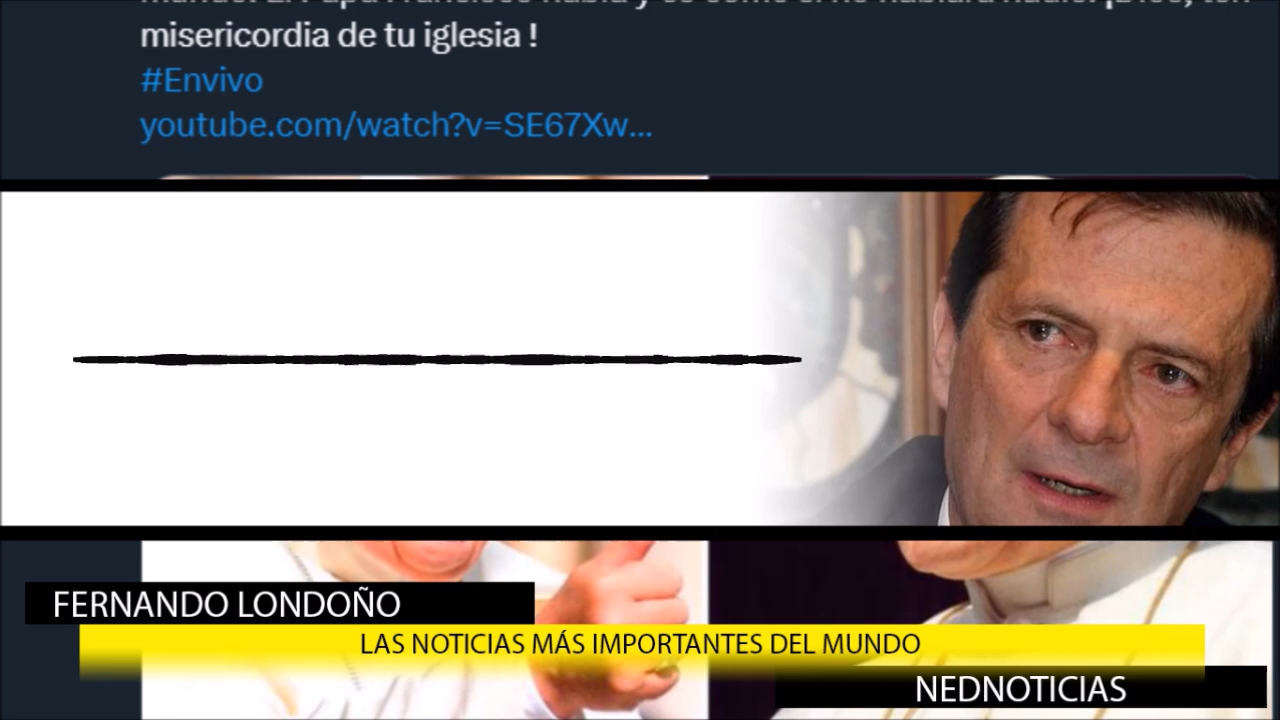 misericordia de tu iglesia !
#Envivo
youtube.com/watch?v=SE67Xw...
FERNANDO LONDOÑO
LAS NOTICIAS MÁS IMPORTANTES DEL MUNDO
NEDNOTICIAS